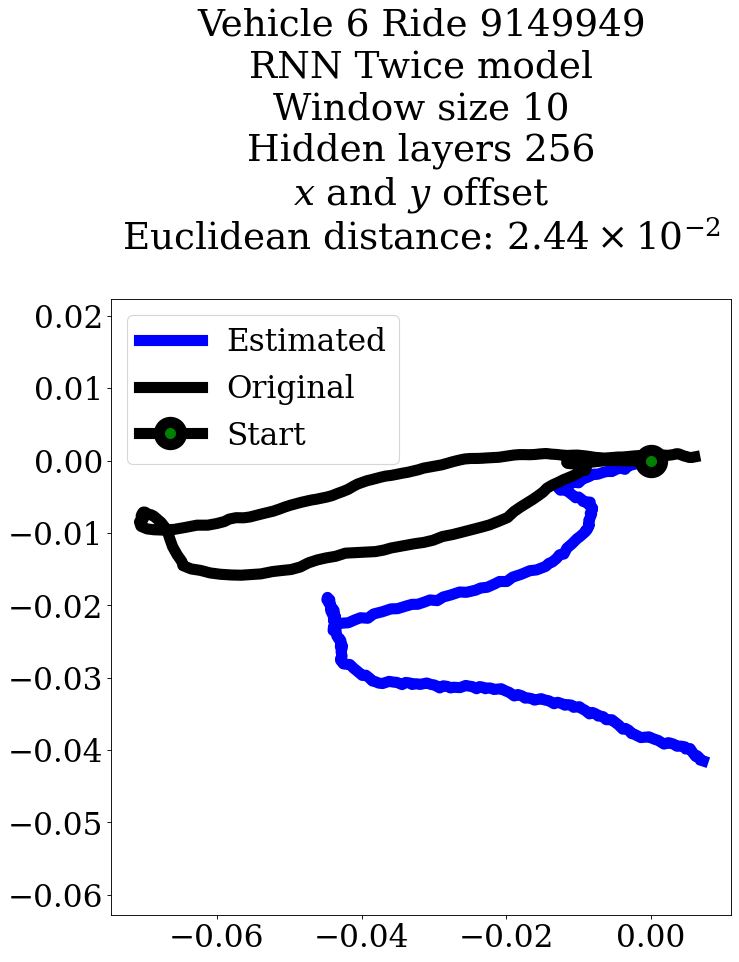 Vehicle 6 Ride 9149949
RNN Twice model
Window size 10
Hidden layers 256
x and y offset
Euclidean distance: 2.44 × 10⁻²
Estimated
Original
Start
0.02
0.01
0.00
−0.01
−0.02
−0.03
−0.04
−0.05
−0.06
−0.06 −0.04 −0.02 0.00